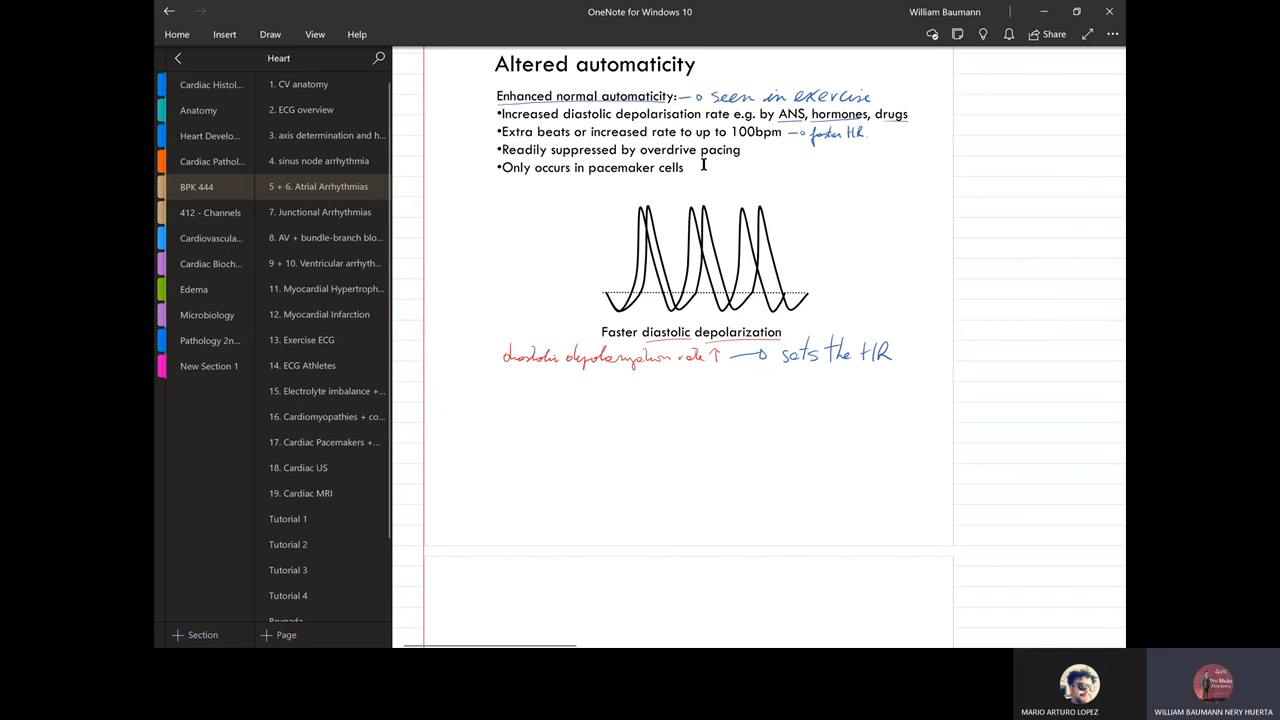 OneNote for Windows 10
William Baumann
Home
Insert
Draw
View
Help
Share
Heart
Cardiac Histol...
Anatomy
Heart Develo...
Cardiac Pathol...
BPK 444
412 - Channels
Cardiovascula...
Cardiac Bioch...
Edema
Microbiology
Pathology 2n...
New Section 1
Section
1. CV anatomy
2. ECG overview
3. axis determination and h...
4. sinus node arrhythmia
5 + 6. Atrial Arrhythmias
7. Junctional Arrhythmias
8. AV + bundle-branch blo...
9 + 10. Ventricular arryth...
11. Myocardial Hypertroph...
12. Myocardial Infarction
13. Exercise ECG
14. ECG Athletes
15. Electrolyte imbalance +...
16. Cardiomyopathies + co...
17. Cardiac Pacemakers +...
18. Cardiac US
19. Cardiac MRI
Tutorial 1
Tutorial 2
Tutorial 3
Tutorial 4
Brugada
Page
Altered automaticity
Enhanced normal automaticity: seen in exercise
•Increased diastolic depolarisation rate e.g. by ANS, hormones, drugs
•Extra beats or increased rate to up to 100bpm faster HR.
•Readily suppressed by overdrive pacing
•Only occurs in pacemaker cells
Faster diastolic depolarization
diastolic depolarization rate ↑ sets the HR
MARIO ARTURO LOPEZ
WILLIAM BAUMANN NERY HUERTA